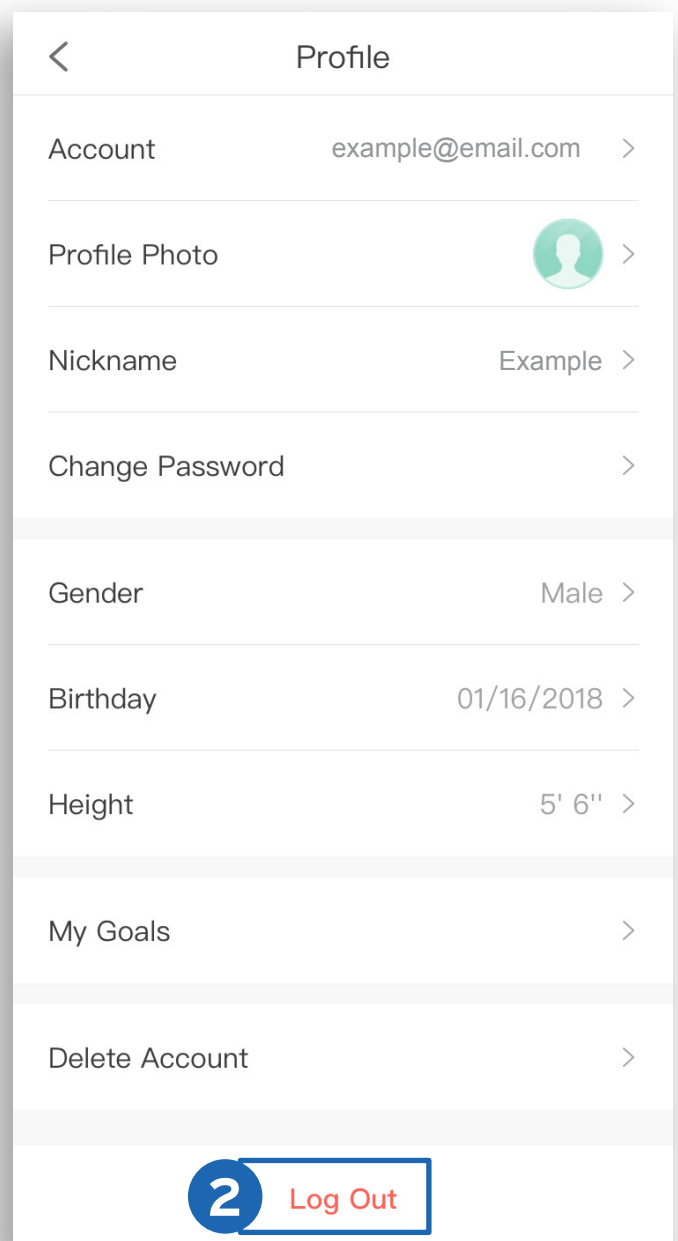 Profile
Account example@email.com
Profile Photo
Nickname Example
Change Password
Gender Male
Birthday 01/16/2018
Height 5' 6''
My Goals
Delete Account
2 Log Out